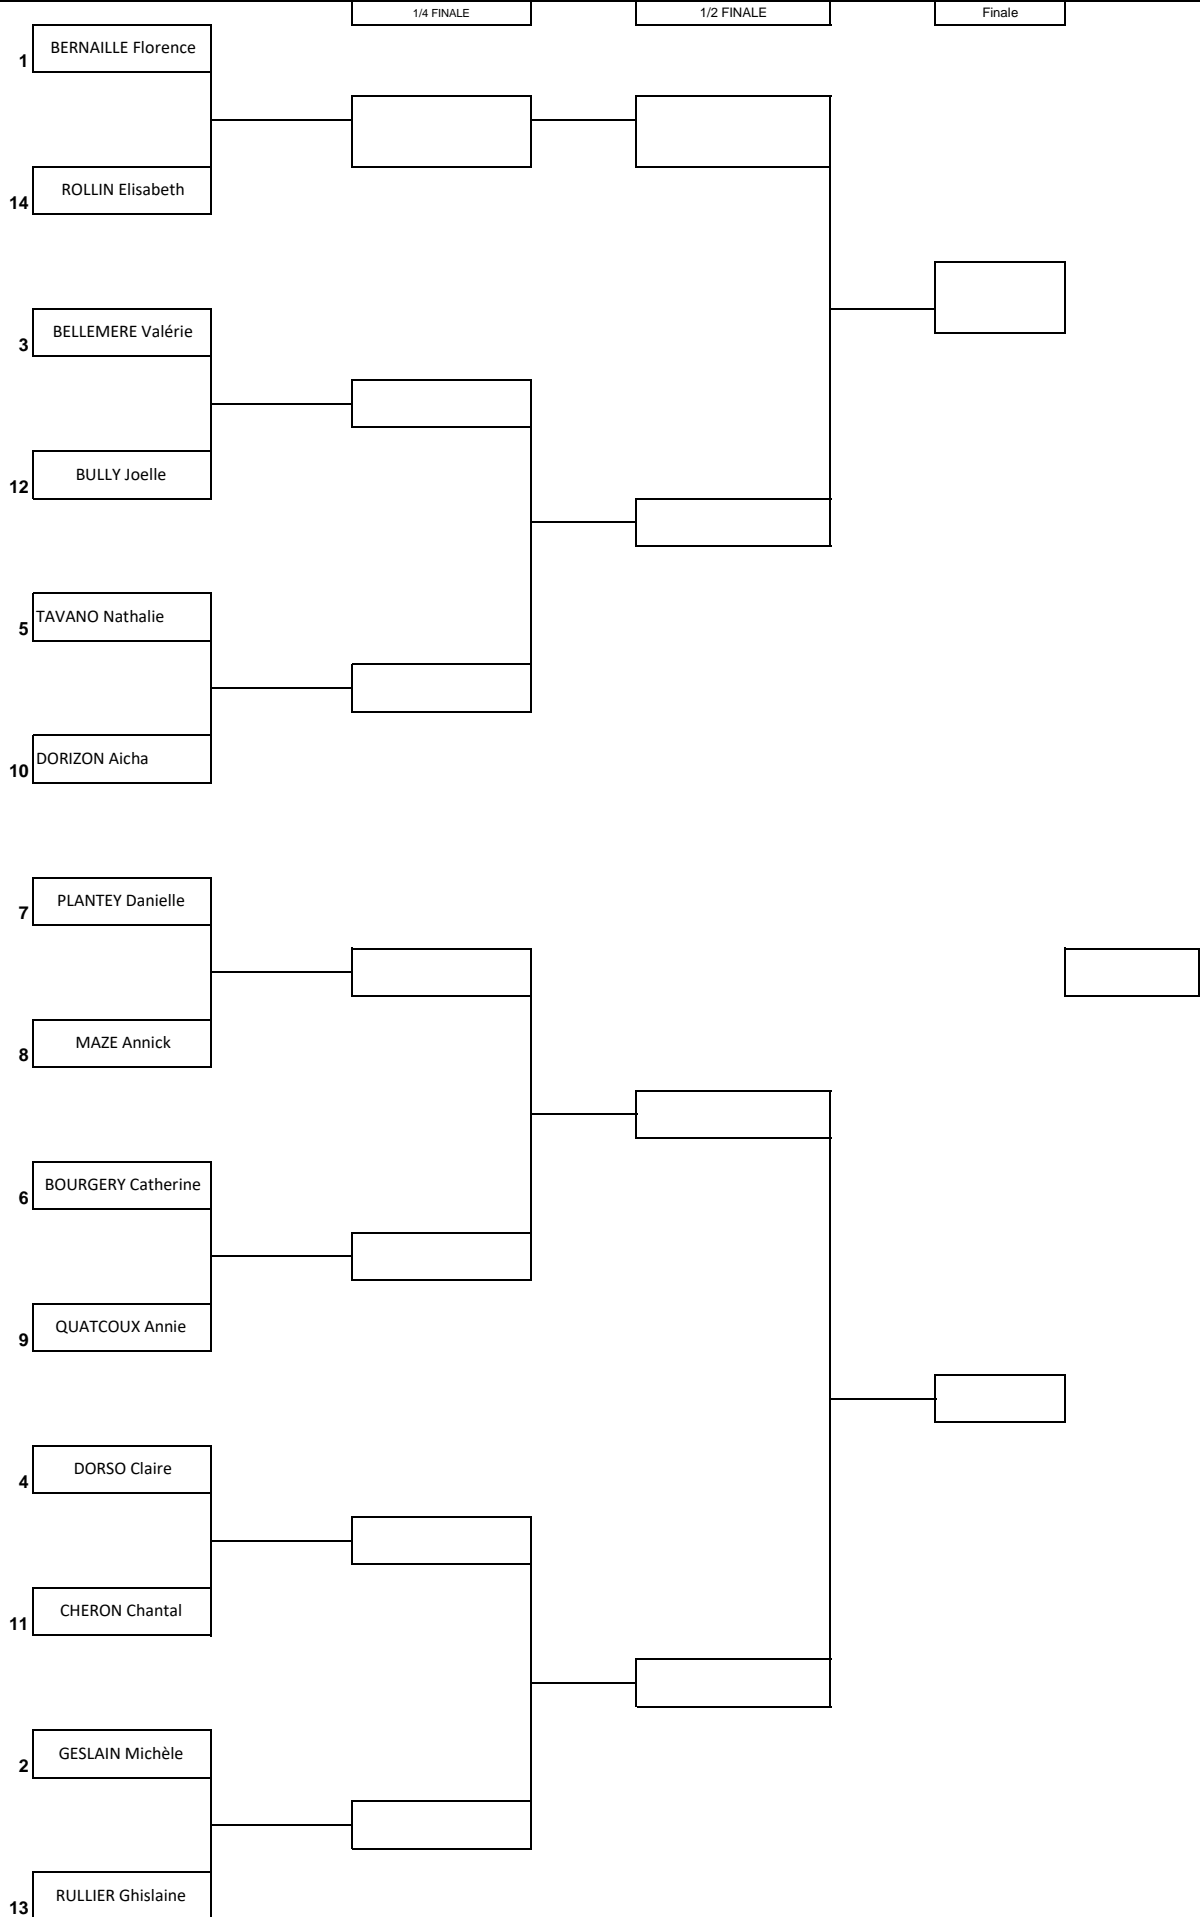 1/4 FINALE
1/2 FINALE
Finale
BERNAILLE Florence
1
ROLLIN Elisabeth
14
BELLEMERE Valérie
3
BULLY Joelle
12
TAVANO Nathalie
5
DORIZON Aicha
10
PLANTEY Danielle
7
MAZE Annick
8
BOURGERY Catherine
6
QUATCOUX Annie
9
DORSO Claire
4
CHERON Chantal
11
GESLAIN Michèle
2
RULLIER Ghislaine
13